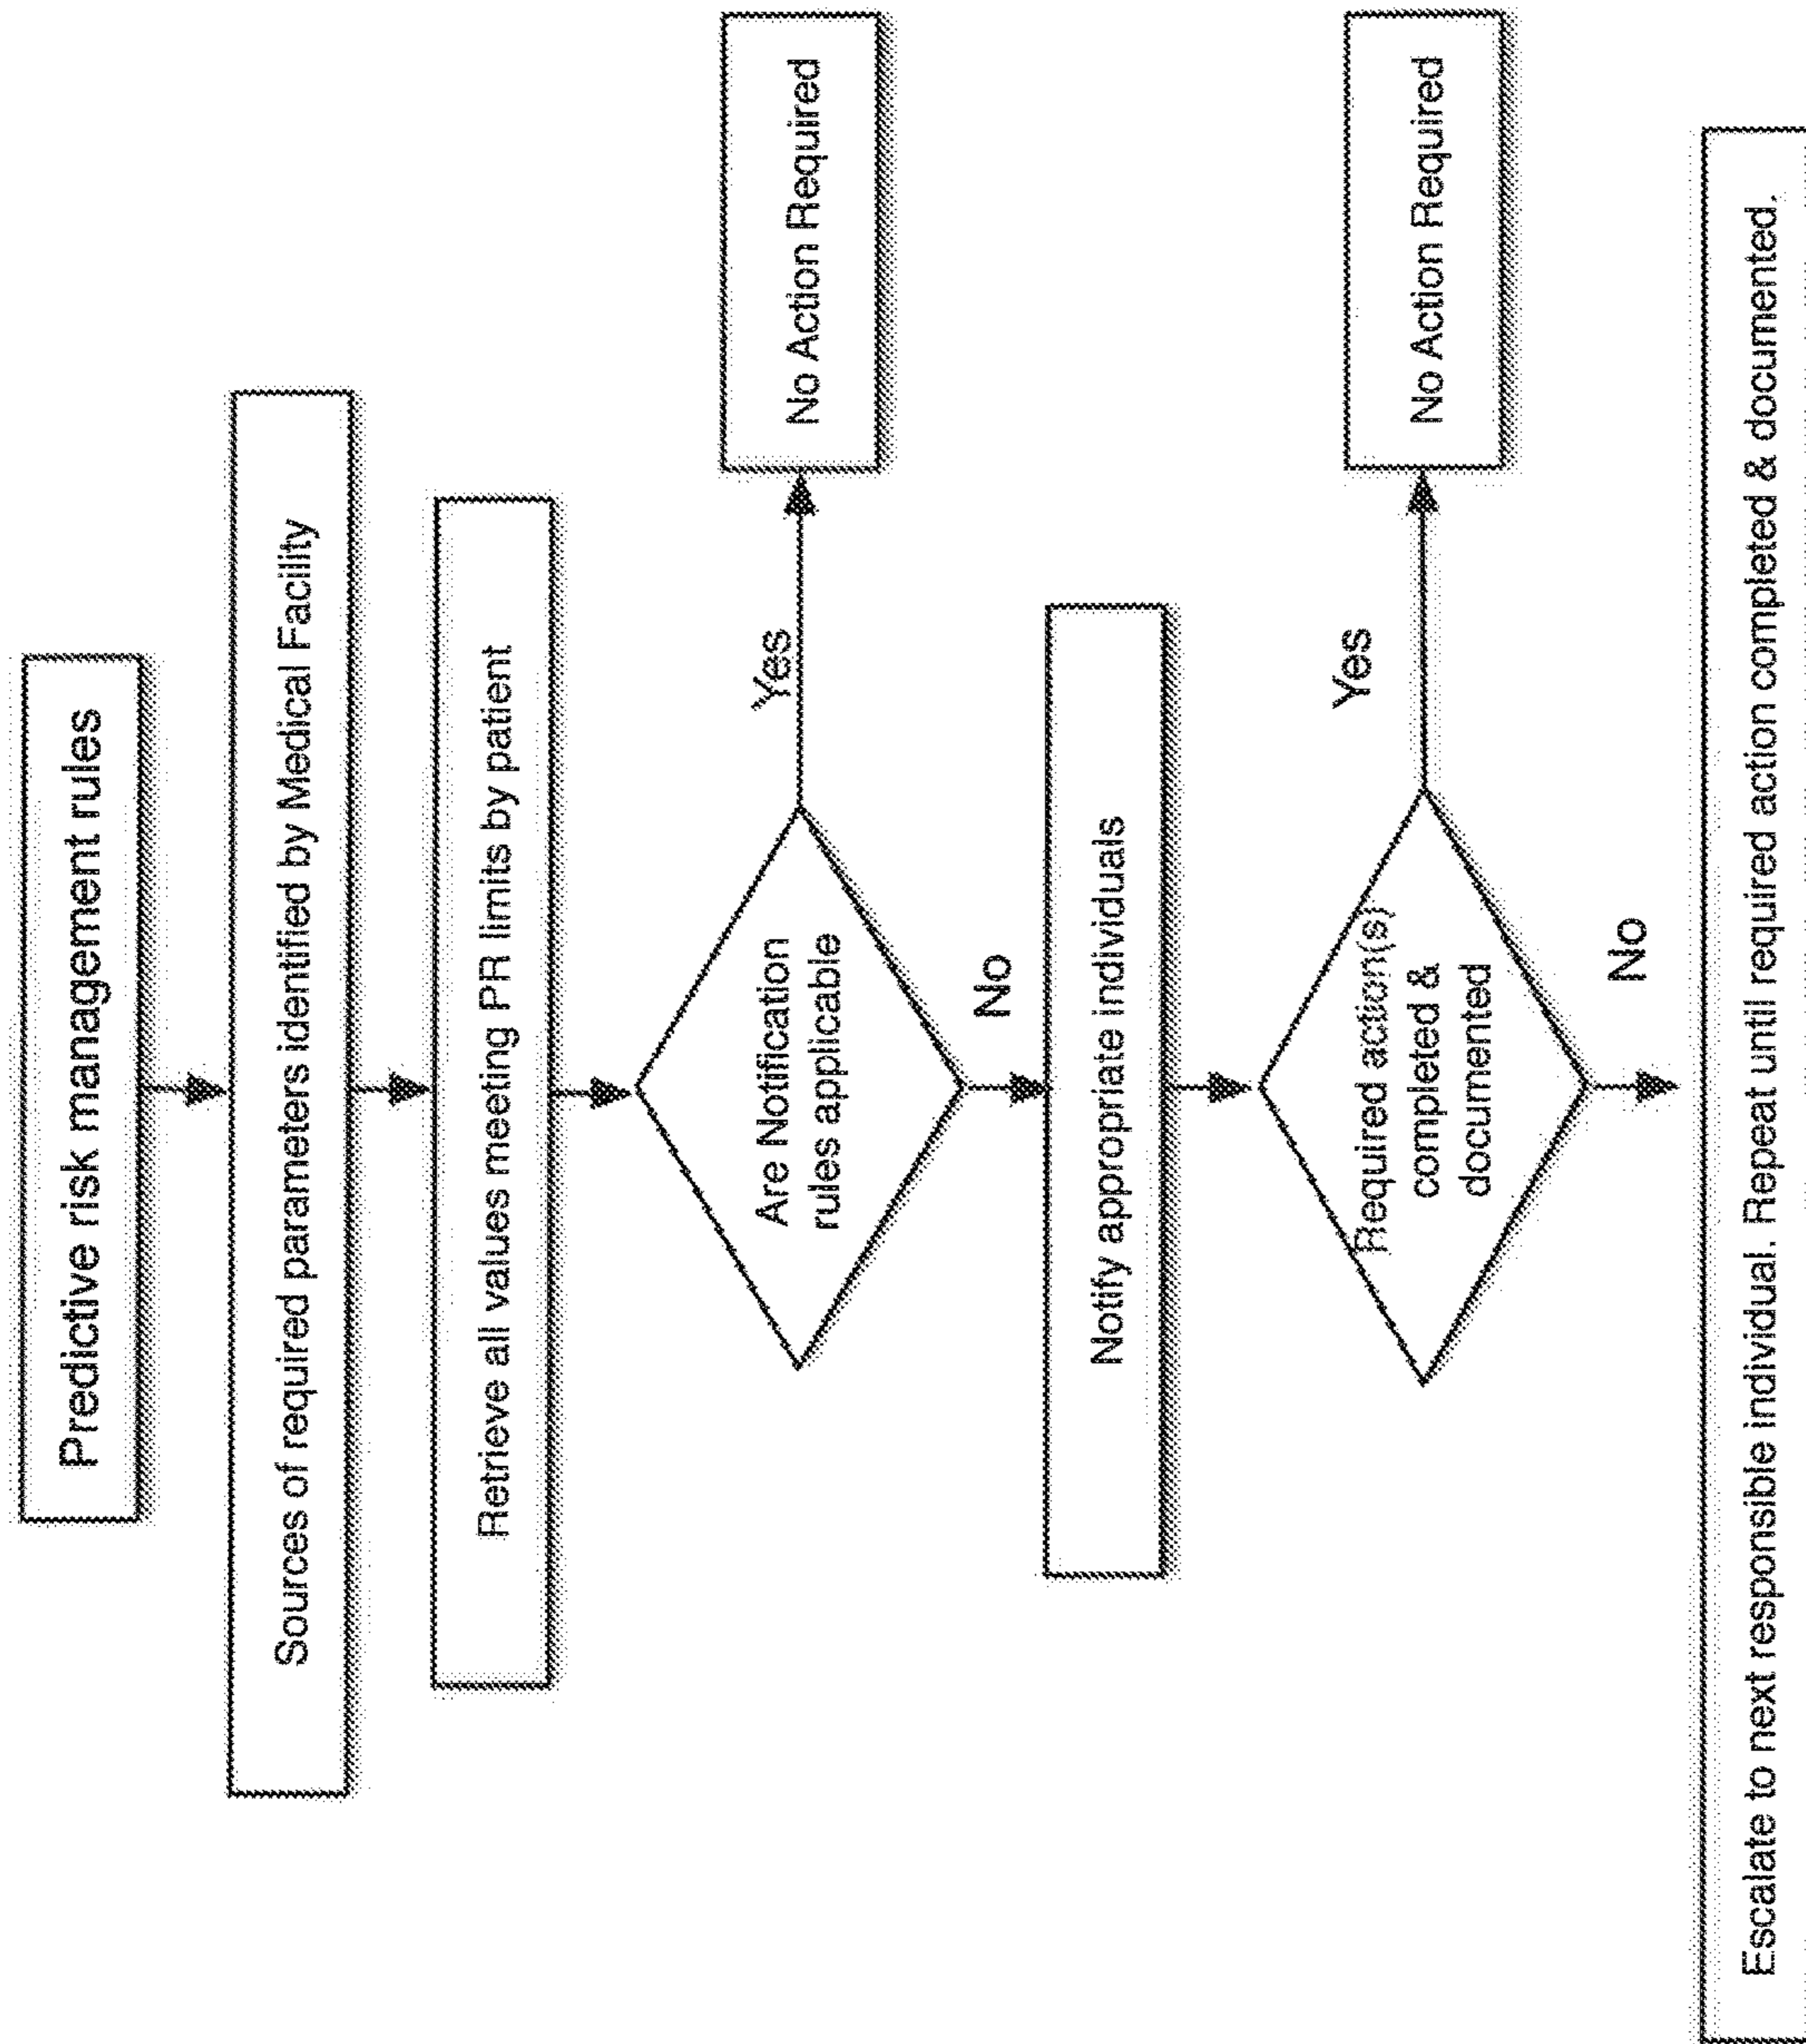 Predictive risk management rules
Sources of required parameters identified by Medical Facility
Retrieve all values meeting PR limits by patient
Are Notification
rules applicable
Yes
No Action Required
No
Notify appropriate individuals
Required action(s)
completed &
documented
Yes
No Action Required
No
Escalate to next responsible individual. Repeat until required action completed & documented.